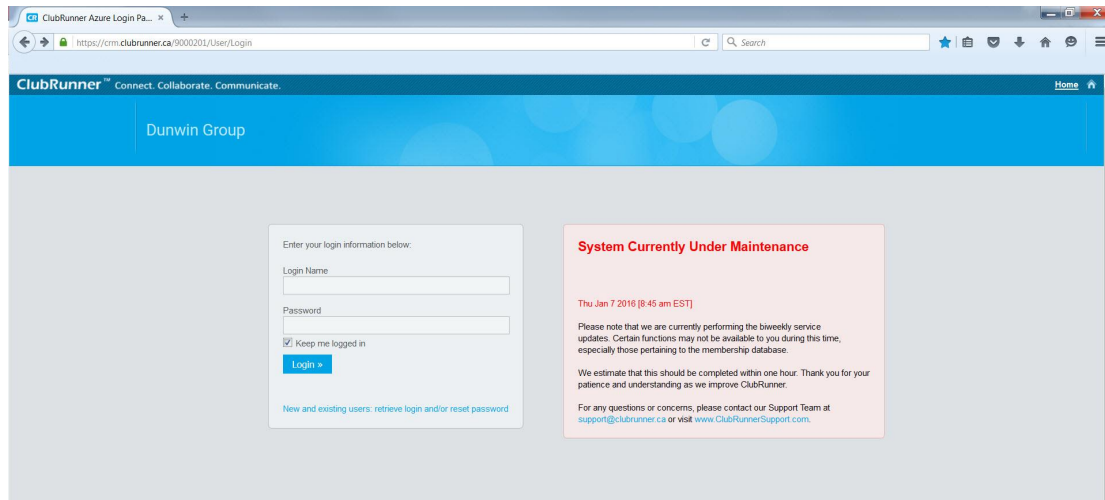 CR ClubRunner Azure Login Pa... × +
https://crm.clubrunner.ca/9000201/User/Login
Search
ClubRunner™ Connect. Collaborate. Communicate.
Home
Dunwin Group
Enter your login information below:
Login Name
Password
Keep me logged in
Login »
New and existing users: retrieve login and/or reset password
System Currently Under Maintenance
Thu Jan 7 2016 [8:45 am EST]
Please note that we are currently performing the biweekly service
updates. Certain functions may not be available to you during this time,
especially those pertaining to the membership database.
We estimate that this should be completed within one hour. Thank you for your
patience and understanding as we improve ClubRunner.
For any questions or concerns, please contact our Support Team at
support@clubrunner.ca or visit www.ClubRunnerSupport.com.